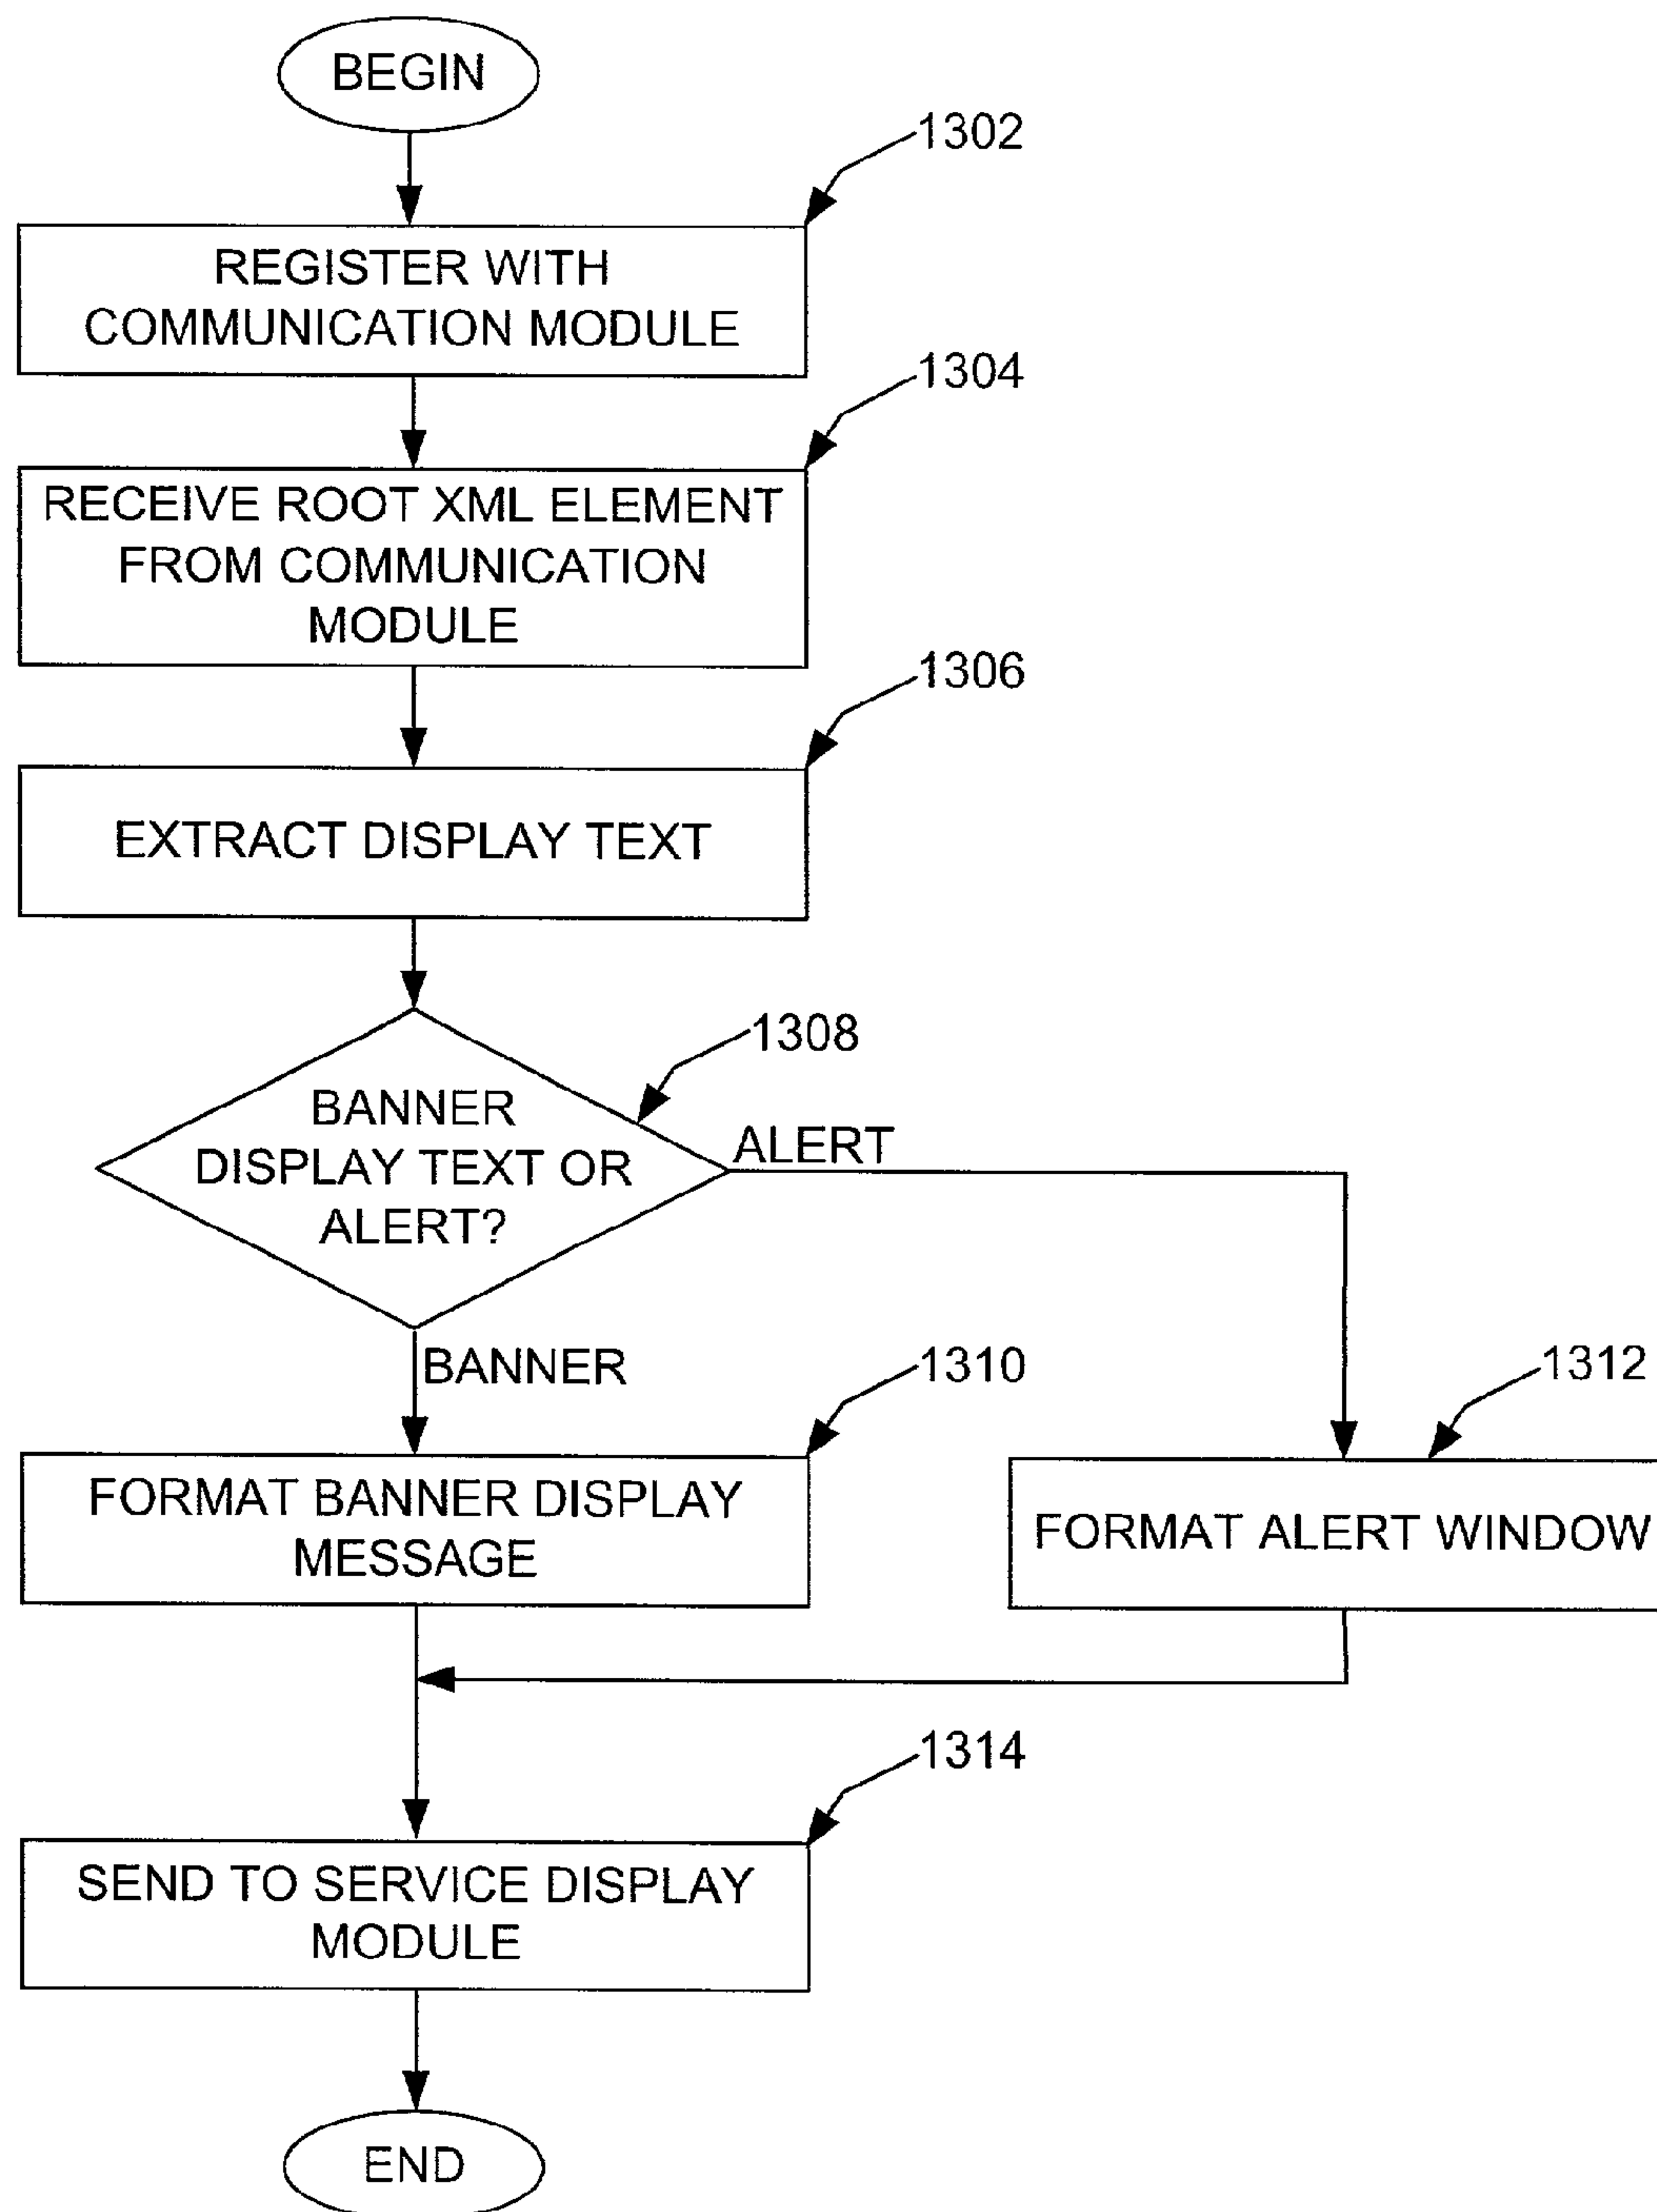 BEGIN
1302
REGISTER WITH
COMMUNICATION MODULE
1304
RECEIVE ROOT XML ELEMENT
FROM COMMUNICATION
MODULE
1306
EXTRACT DISPLAY TEXT
1308
BANNER
DISPLAY TEXT OR
ALERT?
ALERT
BANNER
1310
FORMAT BANNER DISPLAY
MESSAGE
1312
FORMAT ALERT WINDOW
1314
SEND TO SERVICE DISPLAY
MODULE
END